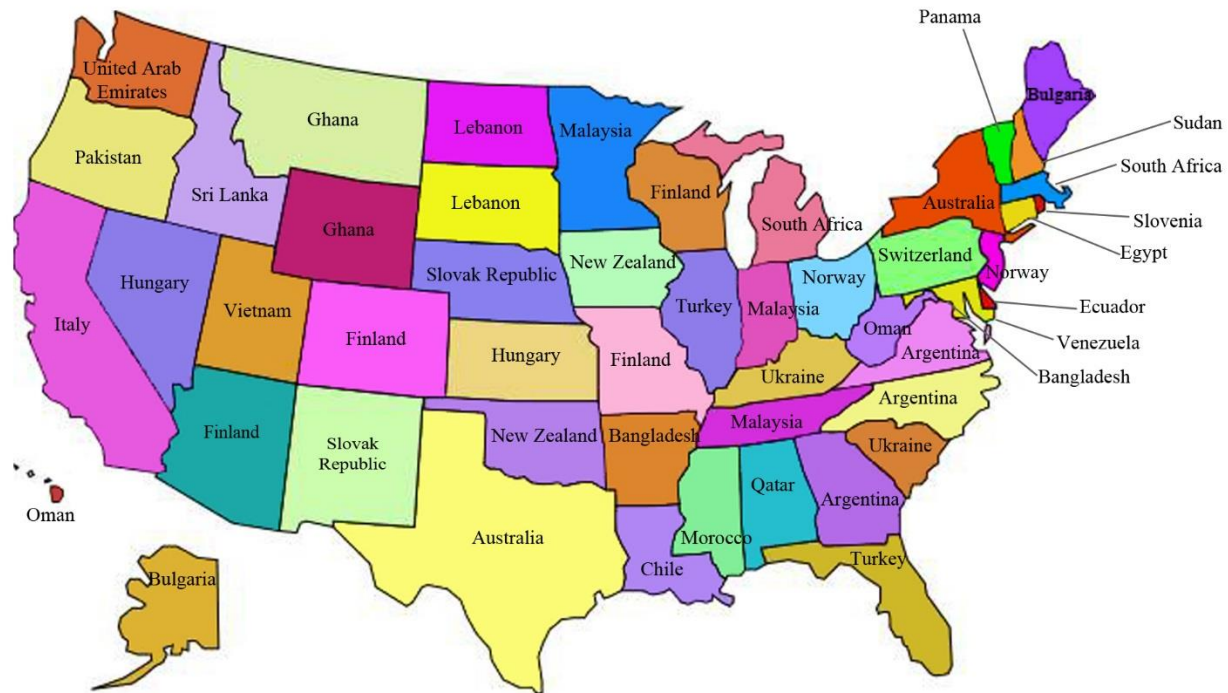 Panama
Bulgaria
United Arab
Emirates
Ghana
Lebanon
Malaysia
Sudan
Pakistan
South Africa
Sri Lanka
Lebanon
Finland
South Africa
Australia
Slovenia
Ghana
Egypt
Switzerland
Norway
Hungary
Slovak Republic
New Zealand
Norway
Ecuador
Italy
Vietnam
Turkey
Malaysia
Oman
Venezuela
Finland
Hungary
Finland
Argentina
Bangladesh
Ukraine
Argentina
Finland
New Zealand
Bangladesh
Malaysia
Ukraine
Slovak
Republic
Qatar
Argentina
Oman
Australia
Morocco
Turkey
Chile
Bulgaria